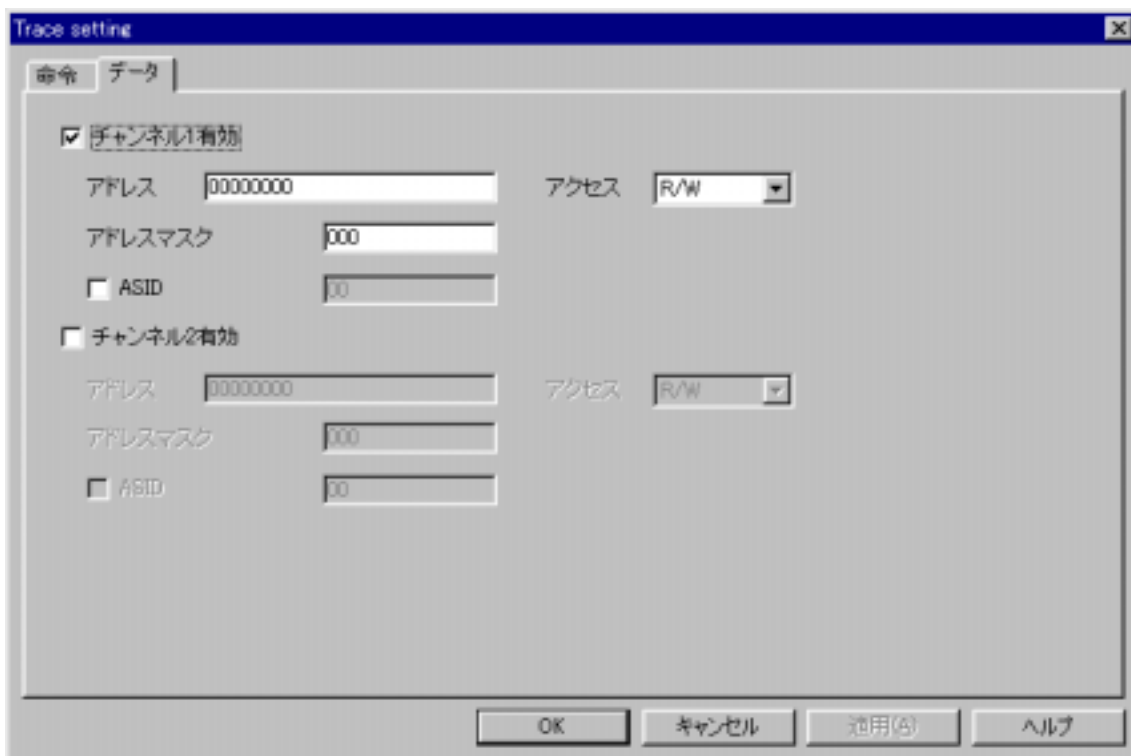 Trace setting
命令 データ
チャンネル1有効
アドレス 00000000 アクセス R/W
アドレスマスク 000
ASID 00
チャンネル2有効
アドレス 00000000 アクセス R/W
アドレスマスク 000
ASID 00
OK キャンセル 適用(A) ヘルプ